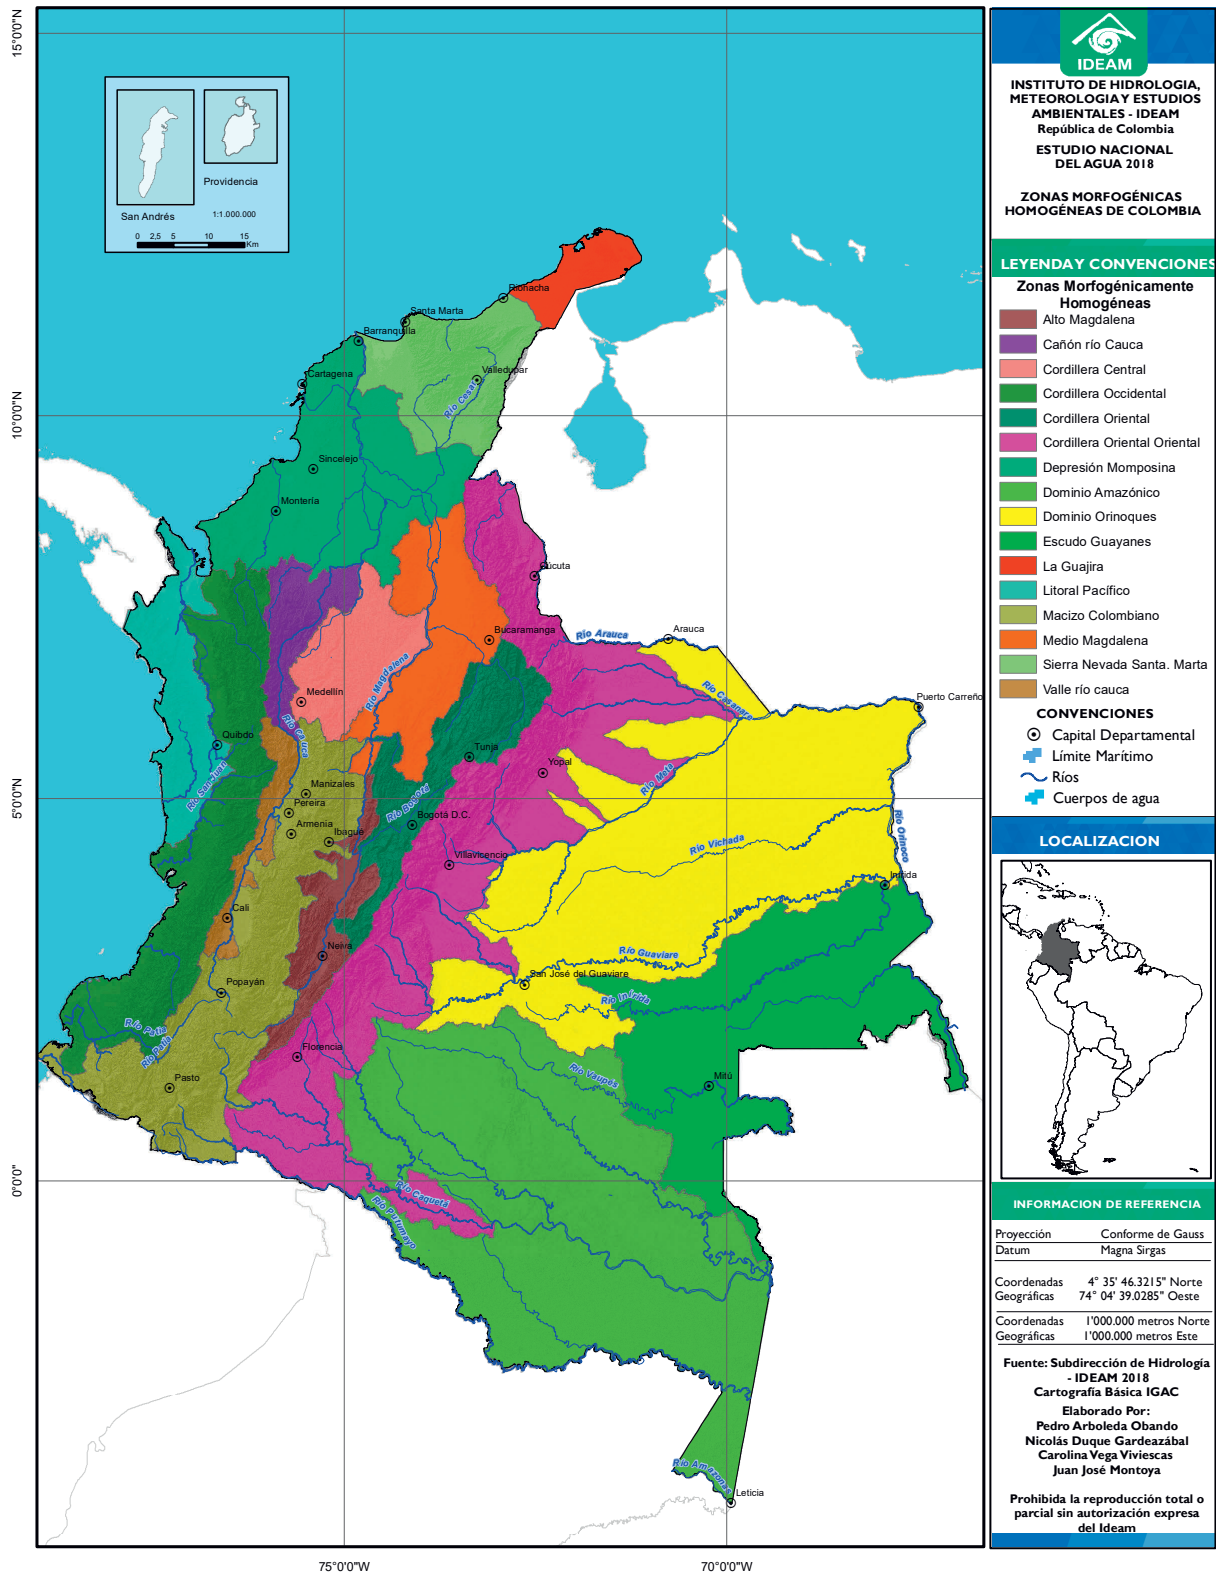 15°0'0"N
10°0'0"N
5°0'0"N
0°0'0"
75°0'0"W
70°0'0"W
San Andrés
Providencia
1:1.000.000
0 2,5 5 10 15
Km
Riohacha
Santa Marta
Barranquilla
Cartagena
Valledupar
Río Cesar
Sincelejo
Montería
Cúcuta
Bucaramanga
Río Arauca
Arauca
Río Magdalena
Río Casanare
Puerto Carreño
Medellín
Río Cauca
Quibdo
Tunja
Yopal
Río San Juan
Río Meta
Manizales
Pereira
Río Bogotá
Armenia
Ibagué
Bogotá D.C.
Río Orinoco
Río Vichada
Villavicencio
Inírida
Cali
Neiva
Río Guaviare
San José del Guaviare
Popayán
Río Inírida
Río Patía
Río Patía
Florencia
Río Vaupés
Mitú
Pasto
Río Caquetá
Río Putumayo
Río Amazonas
Leticia
IDEAM
INSTITUTO DE HIDROLOGIA,
METEOROLOGIA Y ESTUDIOS
AMBIENTALES - IDEAM
República de Colombia
ESTUDIO NACIONAL
DEL AGUA 2018
ZONAS MORFOGÉNICAS
HOMOGÉNEAS DE COLOMBIA
LEYENDA Y CONVENCIONES
Zonas Morfogénicamente
Homogéneas
Alto Magdalena
Cañón río Cauca
Cordillera Central
Cordillera Occidental
Cordillera Oriental
Cordillera Oriental Oriental
Depresión Momposina
Dominio Amazónico
Dominio Orinoques
Escudo Guayanes
La Guajira
Litoral Pacífico
Macizo Colombiano
Medio Magdalena
Sierra Nevada Santa. Marta
Valle río cauca
CONVENCIONES
Capital Departamental
Límite Marítimo
Ríos
Cuerpos de agua
LOCALIZACION
INFORMACION DE REFERENCIA
Proyección Conforme de Gauss
Datum Magna Sirgas
Coordenadas 4° 35' 46.3215" Norte
Geográficas 74° 04' 39.0285" Oeste
Coordenadas 1'000.000 metros Norte
Geográficas 1'000.000 metros Este
Fuente: Subdirección de Hidrología
- IDEAM 2018
Cartografía Básica IGAC
Elaborado Por:
Pedro Arboleda Obando
Nicolás Duque Gardeazábal
Carolina Vega Viviescas
Juan José Montoya
Prohibida la reproducción total o
parcial sin autorización expresa
del Ideam